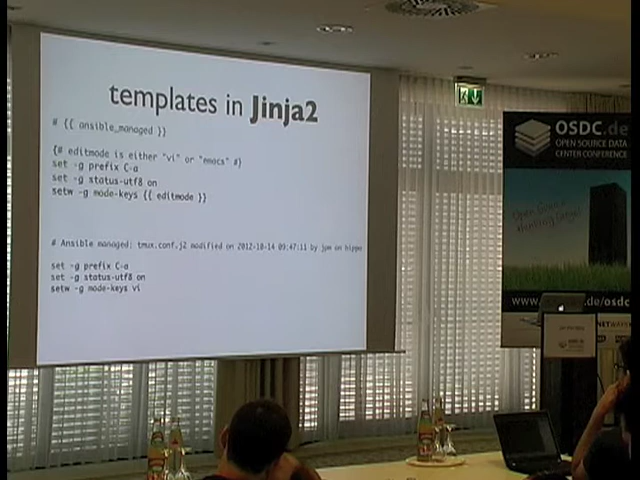 templates in Jinja2
# {{ ansible_managed }}
{# editmode is either "vi" or "emacs" #}
set -g prefix C-a
set -g status-utf8 on
setw -g mode-keys {{ editmode }}
# Ansible managed: tmux.conf.j2 modified on 2012-10-14 09:47:11 by jpm on hippo
set -g prefix C-a
set -g status-utf8 on
setw -g mode-keys vi
OSDC.de
OPEN SOURCE DATA
CENTER CONFERENCE
www.
.de/osdc
NETWAYS